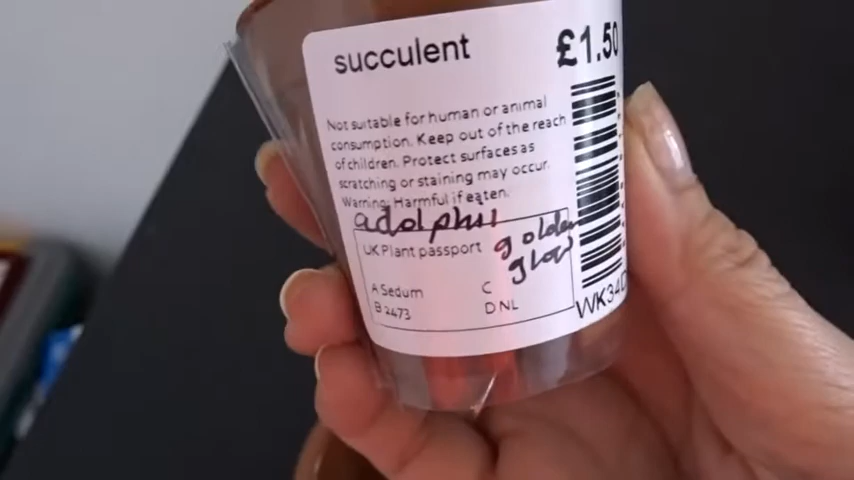 succulent £1.50
Not suitable for human or animal
consumption. Keep out of the reach
of children. Protect surfaces as
scratching or staining may occur.
Warning: Harmful if eaten.
adolphii
UK Plant Passport golden
glow
A Sedum C
B 2473 D NL
WK34